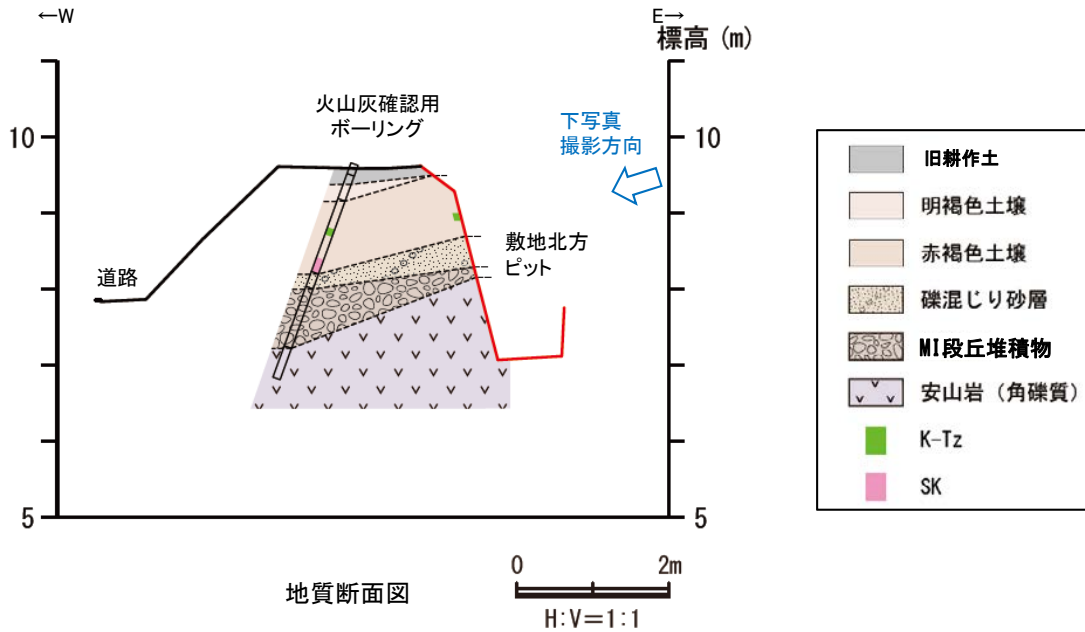 ←W
E→
標高 (m)
火山灰確認用
ボーリング
下写真
撮影方向
10
10
道路
敷地北方
ピット
5
5
地質断面図
0 2m
H:V=1:1
旧耕作土
明褐色土壌
赤褐色土壌
礫混じり砂層
MI段丘堆積物
安山岩（角礫質）
K-Tz
SK